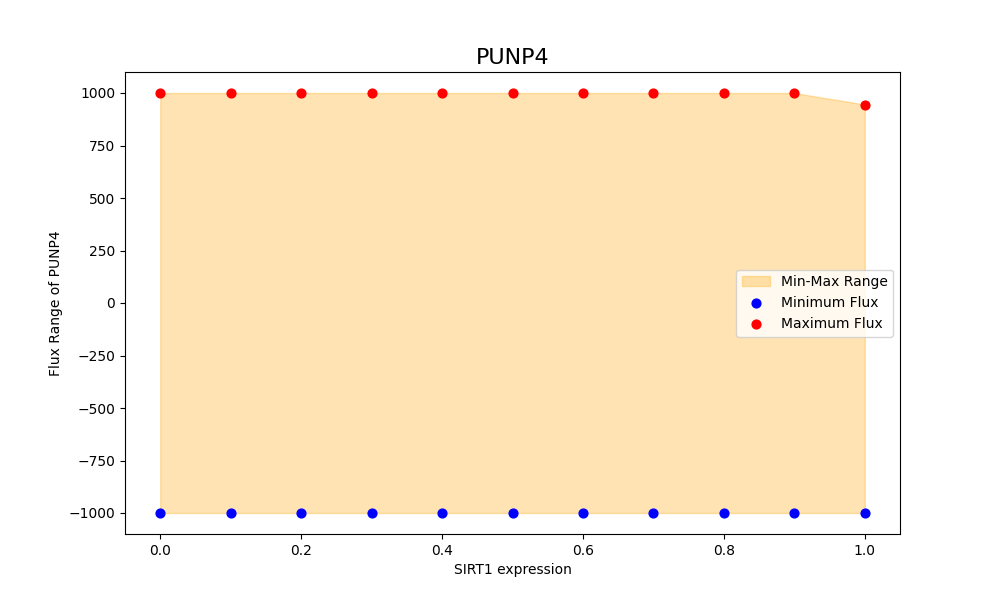 PUNP4
Flux Range of PUNP4
1000
750
500
250
0
−250
−500
−750
−1000
Min-Max Range
Minimum Flux
Maximum Flux
0.0 0.2 0.4 0.6 0.8 1.0
SIRT1 expression